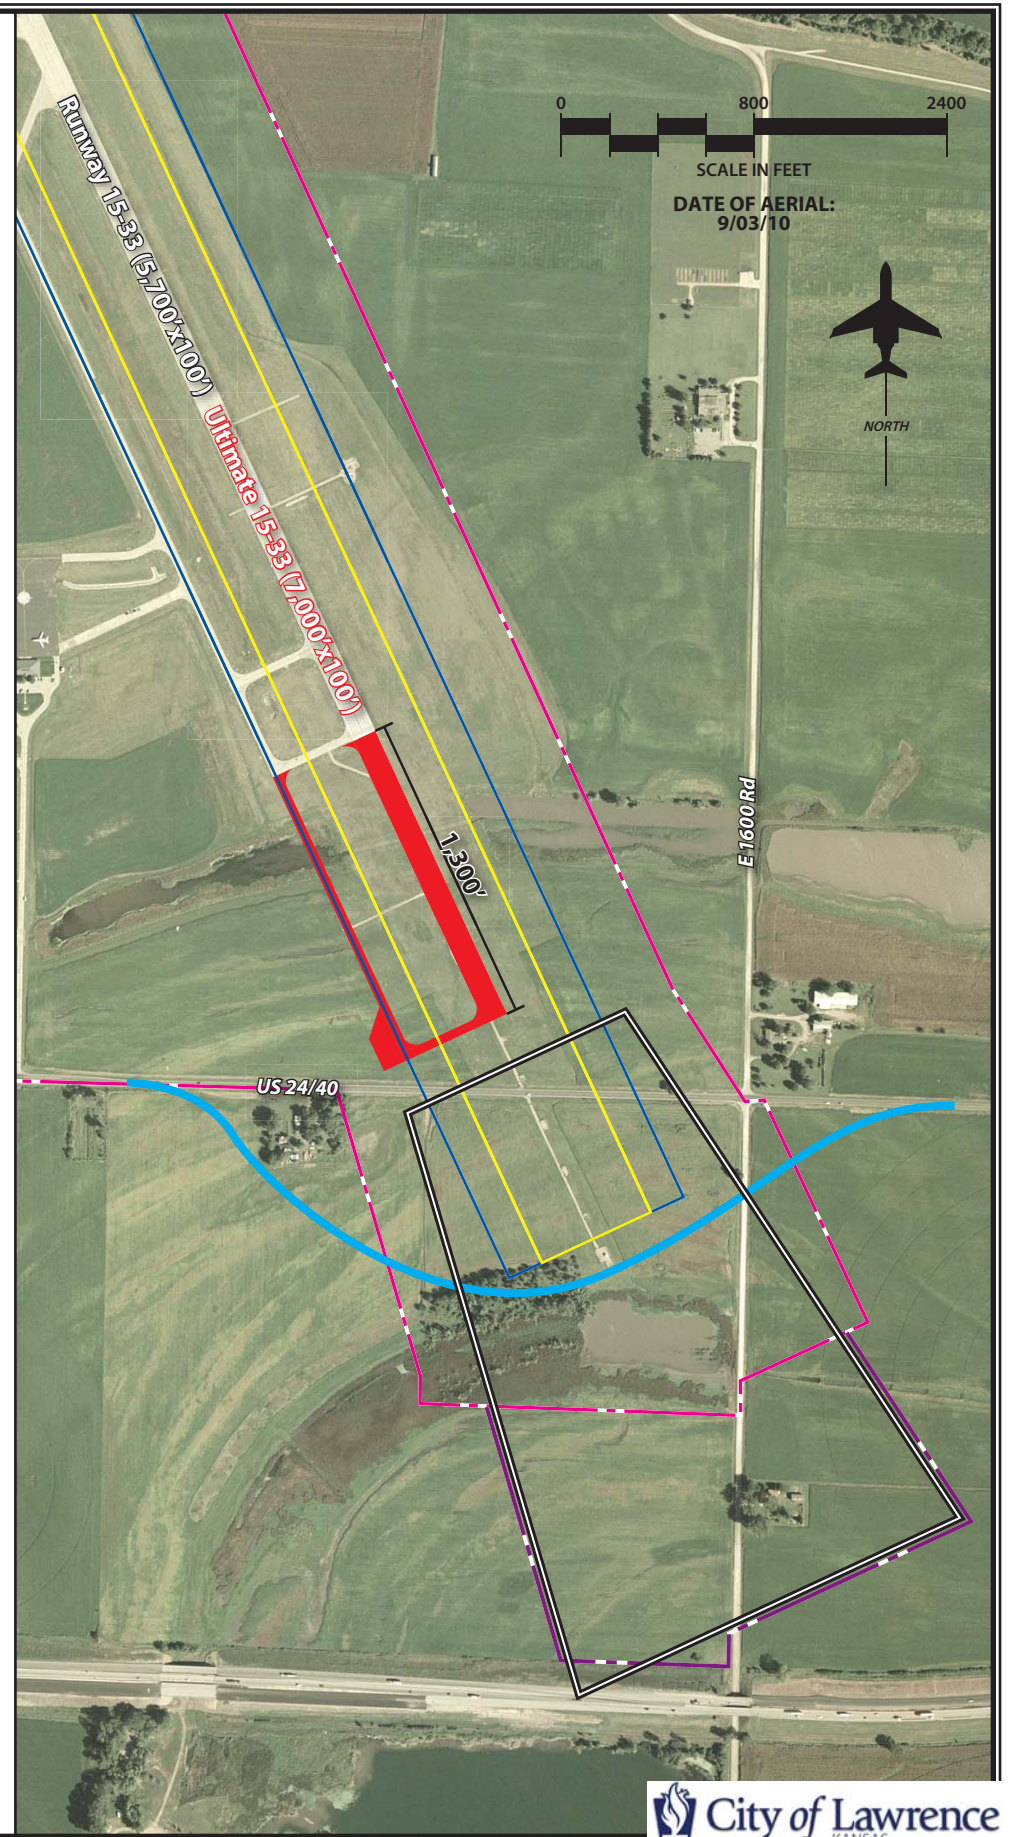 0 800 2400
SCALE IN FEET
DATE OF AERIAL:
9/03/10
NORTH
Runway 15-33 (5,700'x100')
Ultimate 15-33 (7,000'x100')
1,300'
E 1600 Rd
US 24/40
City of Lawrence
KANSAS